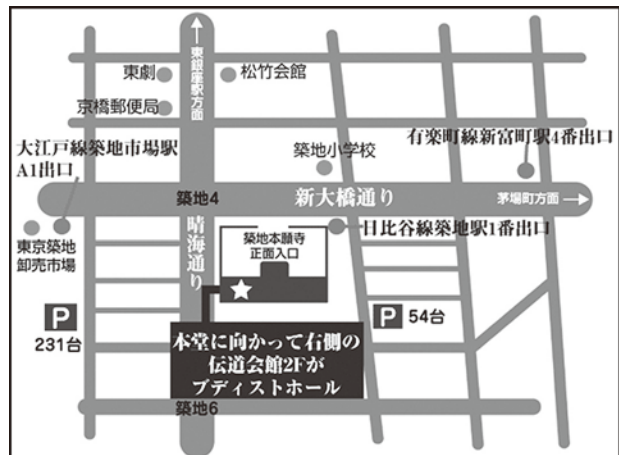 東銀座駅方面
東劇
松竹会館
京橋郵便局
大江戸線築地市場駅
A1出口
有楽町線新富町駅4番出口
築地小学校
築地4
新大橋通り
茅場町方面
東京築地
卸売市場
晴海通り
築地本願寺
正面入口
日比谷線築地駅1番出口
P
231台
P
54台
本堂に向かって右側の
伝道会館2Fが
ブディストホール
築地6